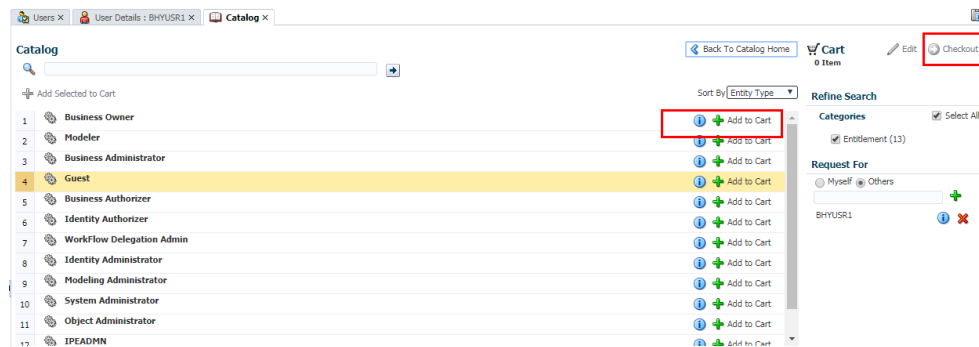 Users × User Details : BHYUSR1 × Catalog ×
Catalog
Back To Catalog Home
Cart
0 Item
Edit
Checkout
Add Selected to Cart
Sort By Entity Type
1 Business Owner Add to Cart
2 Modeler Add to Cart
3 Business Administrator Add to Cart
4 Guest Add to Cart
5 Business Authorizer Add to Cart
6 Identity Authorizer Add to Cart
7 WorkFlow Delegation Admin Add to Cart
8 Identity Administrator Add to Cart
9 Modeling Administrator Add to Cart
10 System Administrator Add to Cart
11 Object Administrator Add to Cart
12 IPEADMN Add to Cart
Refine Search
Categories Select All
Entitlement (13)
Request For
Myself Others
BHYUSR1